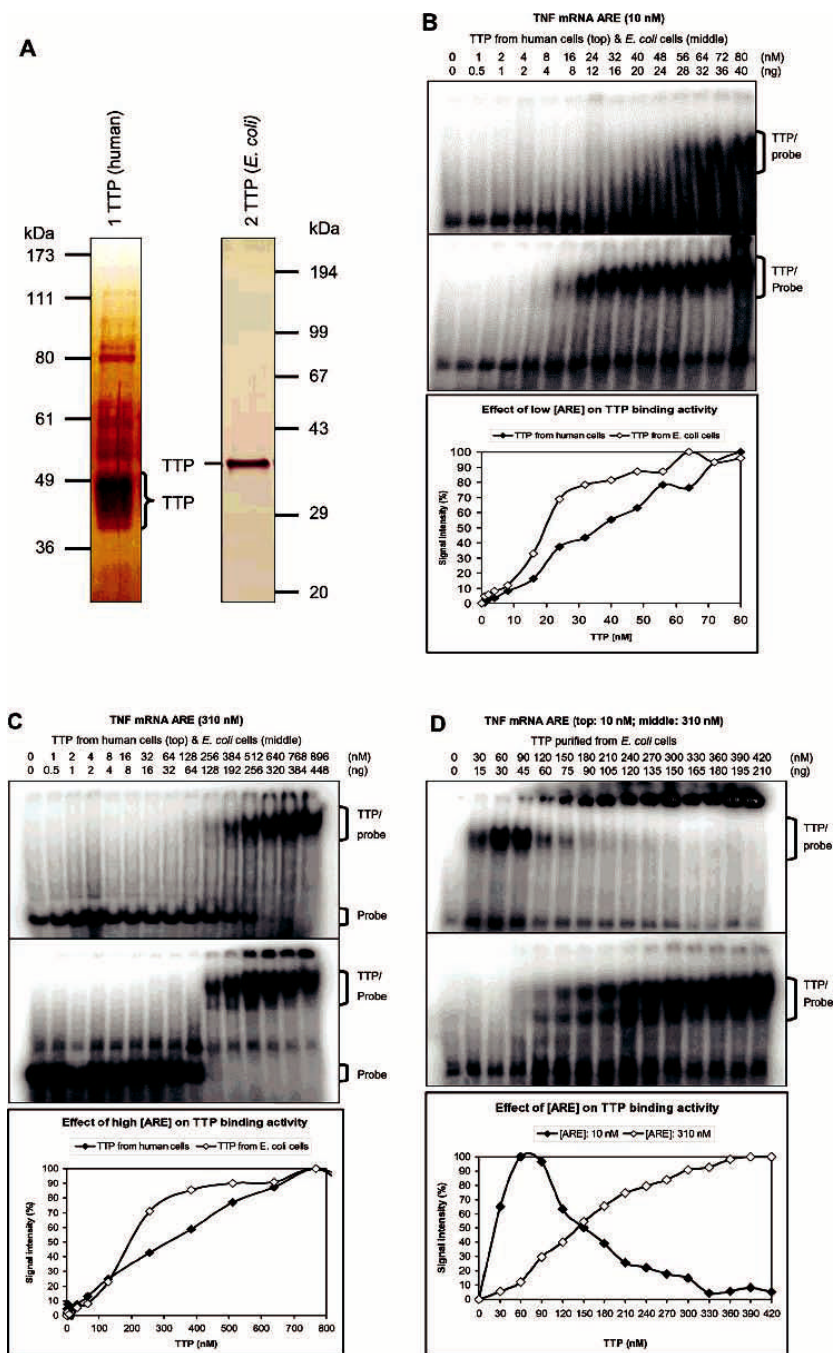 A
1 TTP (human)
2 TTP (E. coli)
kDa
173
111
80
61
49
36
TTP
TTP
kDa
194
99
67
43
29
20
B
TNF mRNA ARE (10 nM)
TTP from human cells (top) & E. coli cells (middle)
0 1 2 4 8 16 24 32 40 48 56 64 72 80 (nM)
0 0.5 1 2 4 8 12 16 20 24 28 32 36 40 (ng)
TTP/
probe
TTP/
Probe
Effect of low [ARE] on TTP binding activity
TTP from human cells TTP from E. coli cells
Signal intensity (%)
100
90
80
70
60
50
40
30
20
10
0
0 10 20 30 40 50 60 70 80
TTP [nM]
C
TNF mRNA ARE (310 nM)
TTP from human cells (top) & E. coli cells (middle)
0 1 2 4 8 16 32 64 128 256 384 512 640 768 896 (nM)
0 0.5 1 2 4 8 16 32 64 128 192 256 320 384 448 (ng)
TTP/
probe
Probe
TTP/
Probe
Probe
Effect of high [ARE] on TTP binding activity
TTP from human cells TTP from E. coli cells
Signal intensity (%)
100
90
80
70
60
50
40
30
20
10
0
0 100 200 300 400 500 600 700 800
TTP (nM)
D
TNF mRNA ARE (top: 10 nM; middle: 310 nM)
TTP purified from E. coli cells
0 30 60 90 120 150 180 210 240 270 300 330 360 390 420 (nM)
0 15 30 45 60 75 90 105 120 135 150 165 180 195 210 (ng)
TTP/
probe
TTP/
Probe
Effect of [ARE] on TTP binding activity
[ARE]: 10 nM [ARE]: 310 nM
Signal intensity (%)
100
90
80
70
60
50
40
30
20
10
0
0 30 60 90 120 150 180 210 240 270 300 330 360 390 420
TTP (nM)